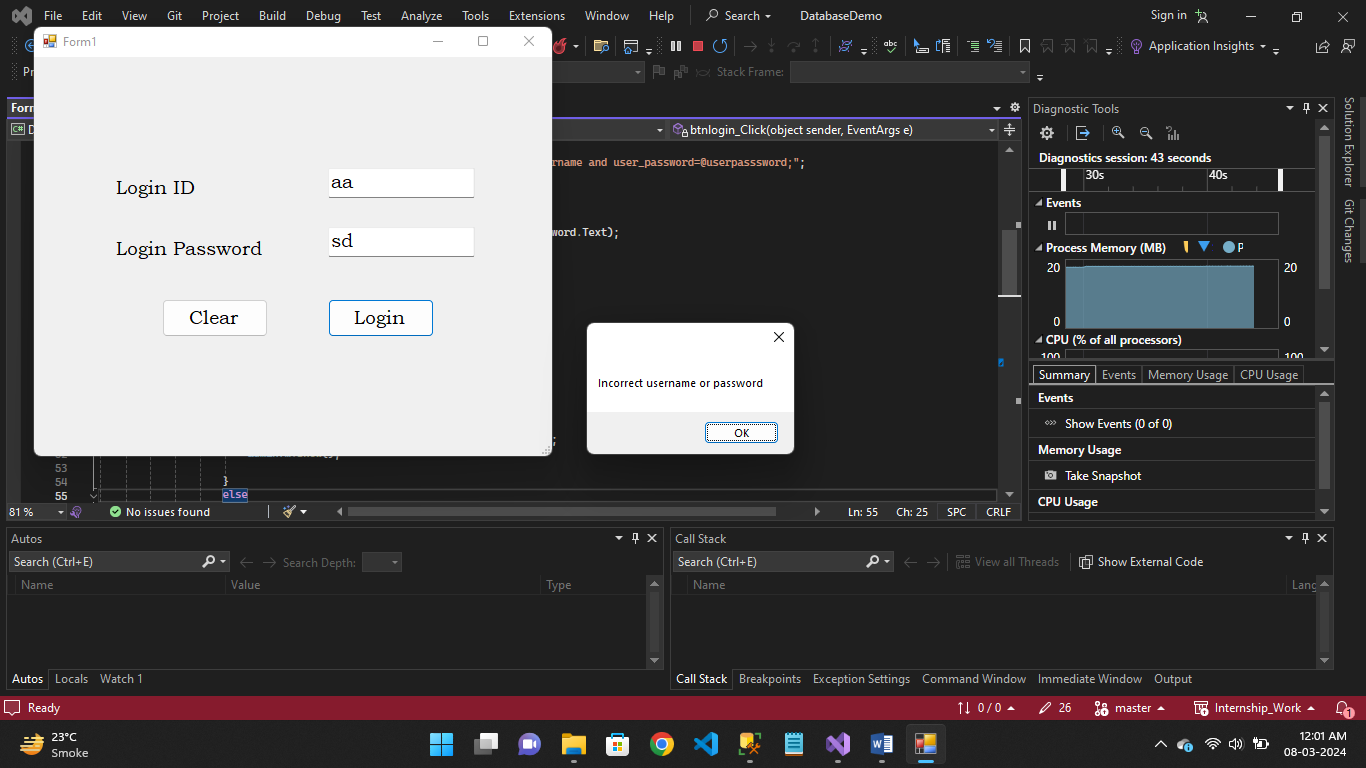 File Edit View Git Project Build Debug Test Analyze Tools Extensions Window Help Search DatabaseDemo Sign in
Form1
Application Insights
Stack Frame:
btnlogin_Click(object sender, EventArgs e)
and user_password=@userpasssword;";
Login ID aa
Login Password sd
Clear Login
Incorrect username or password
OK
53
54 }
55 else
81 % No issues found Ln: 55 Ch: 25 SPC CRLF
Diagnostic Tools
Diagnostics session: 43 seconds
30s 40s
Events
Process Memory (MB) P
20 20
0 0
CPU (% of all processors)
100 100
Summary Events Memory Usage CPU Usage
Events
Show Events (0 of 0)
Memory Usage
Take Snapshot
CPU Usage
Solution Explorer
Git Changes
Autos
Search (Ctrl+E) Search Depth:
Name Value Type
Autos Locals Watch 1
Call Stack
Search (Ctrl+E) View all Threads Show External Code
Name Lang
Call Stack Breakpoints Exception Settings Command Window Immediate Window Output
Ready 0 / 0 26 master Internship_Work 1
23°C
Smoke
12:01 AM
08-03-2024